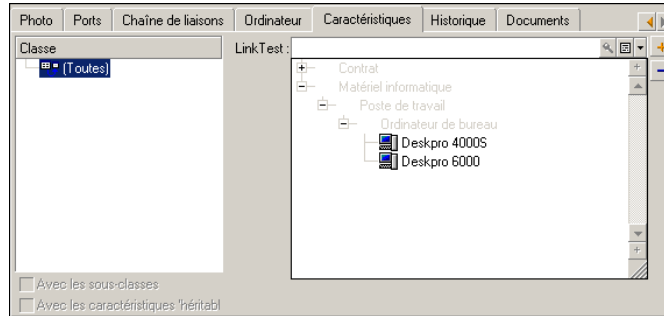 Photo Ports Chaîne de liaisons Ordinateur Caractéristiques Historique Documents
Classe
(Toutes)
LinkTest :
Contrat
Matériel informatique
Poste de travail
Ordinateur de bureau
Deskpro 4000S
Deskpro 6000
Avec les sous-classes
Avec les caractéristiques 'héritabl